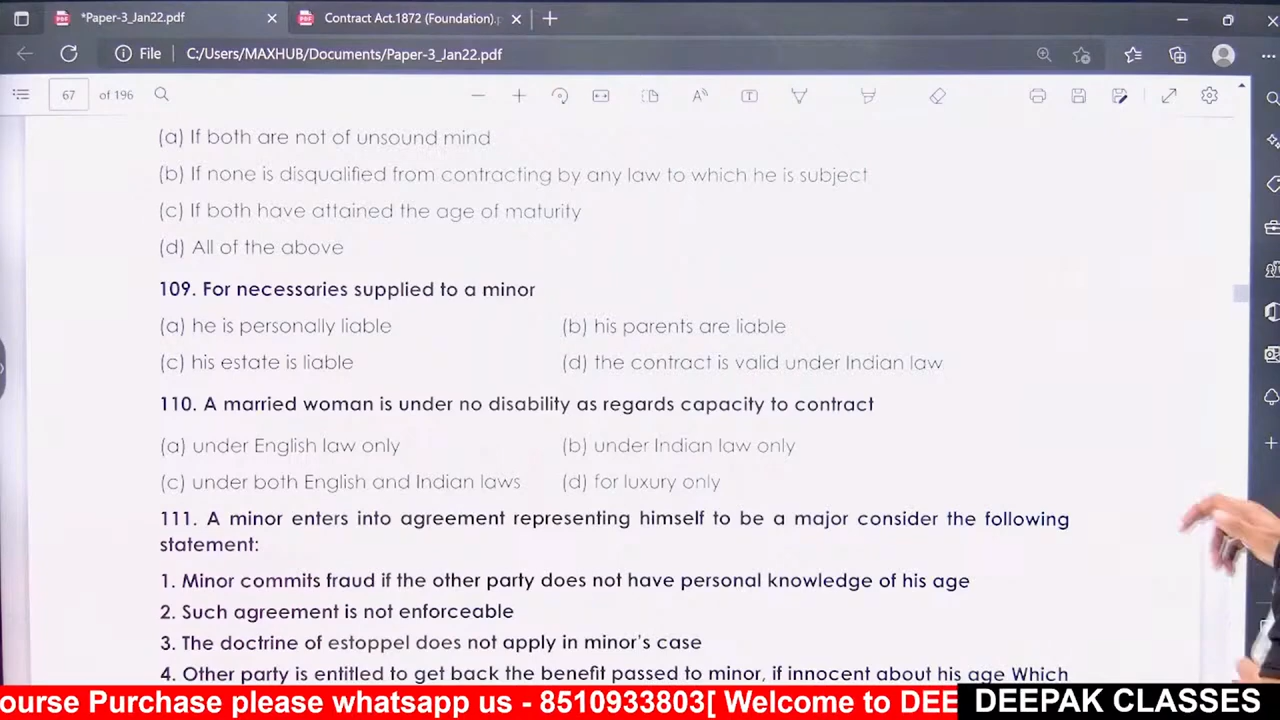 *Paper-3_Jan22.pdf
Contract Act.1872 (Foundation).
File C:/Users/MAXHUB/Documents/Paper-3_Jan22.pdf
67 of 196
(a) If both are not of unsound mind
(b) If none is disqualified from contracting by any law to which he is subject
(c) If both have attained the age of maturity
(d) All of the above
109. For necessaries supplied to a minor
(a) he is personally liable (b) his parents are liable
(c) his estate is liable (d) the contract is valid under Indian law
110. A married woman is under no disability as regards capacity to contract
(a) under English law only (b) under Indian law only
(c) under both English and Indian laws (d) for luxury only
111. A minor enters into agreement representing himself to be a major consider the following
statement:
1. Minor commits fraud if the other party does not have personal knowledge of his age
2. Such agreement is not enforceable
3. The doctrine of estoppel does not apply in minor's case
4. Other party is entitled to get back the benefit passed to minor, if innocent about his age Which
ourse Purchase please whatsapp us - 8510933803[ Welcome to DEE
DEEPAK CLASSES